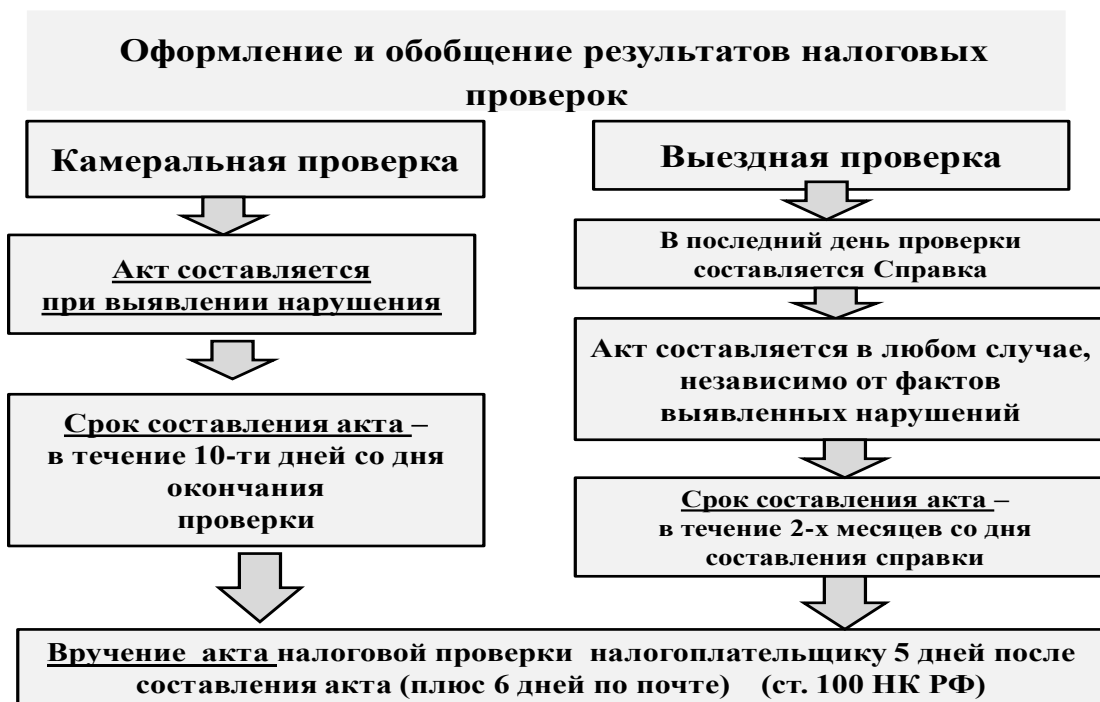 Оформление и обобщение результатов налоговых
проверок
Камеральная проверка
Акт составляется
при выявлении нарушения
Срок составления акта –
в течение 10-ти дней со дня
окончания
проверки
Выездная проверка
В последний день проверки
составляется Справка
Акт составляется в любом случае,
независимо от фактов
выявленных нарушений
Срок составления акта –
в течение 2-х месяцев со дня
составления справки
Вручение акта налоговой проверки налогоплательщику 5 дней после
составления акта (плюс 6 дней по почте) (ст. 100 НК РФ)